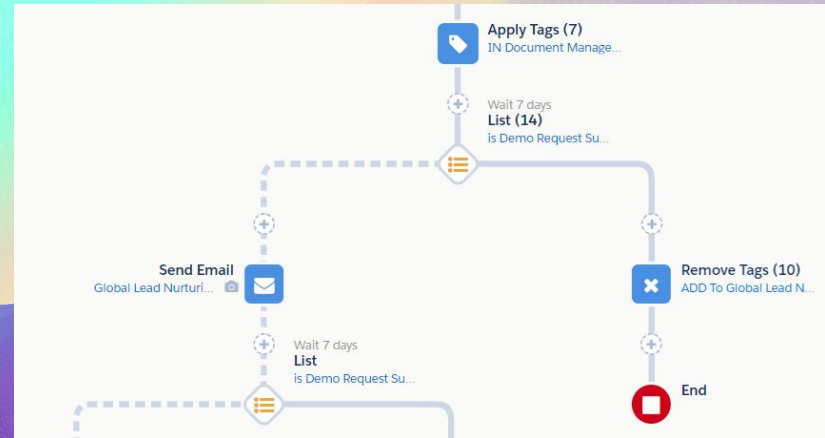 Apply Tags (7)
IN Document Manage...
Wait 7 days
List (14)
is Demo Request Su...
Send Email
Global Lead Nurturi...
Remove Tags (10)
ADD To Global Lead N...
Wait 7 days
List
is Demo Request Su...
End